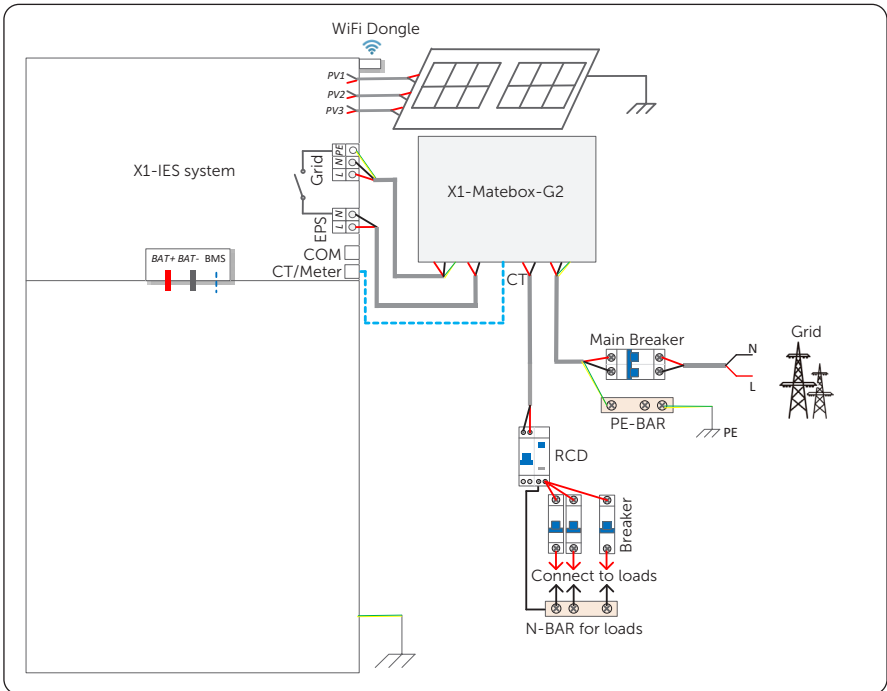 WiFi Dongle
PV1
PV2
PV3
X1-IES system
Grid
PE
N
L
X1-Matebox-G2
EPS
N
L
COM
CT/Meter
BAT+ BAT- BMS
CT
Main Breaker
Grid
N
L
PE-BAR
PE
RCD
Breaker
Connect to loads
N-BAR for loads